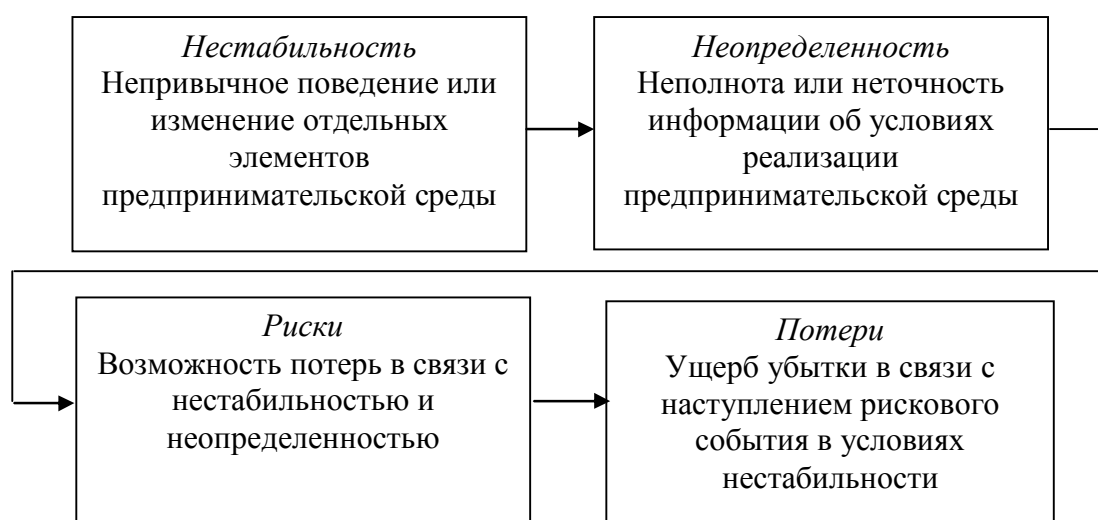 Нестабильность
Непривычное поведение или
изменение отдельных
элементов
предпринимательской среды
Неопределенность
Неполнота или неточность
информации об условиях
реализации
предпринимательской среды
Риски
Возможность потерь в связи с
нестабильностью и
неопределенностью
Потери
Ущерб убытки в связи с
наступлением рискового
события в условиях
нестабильности